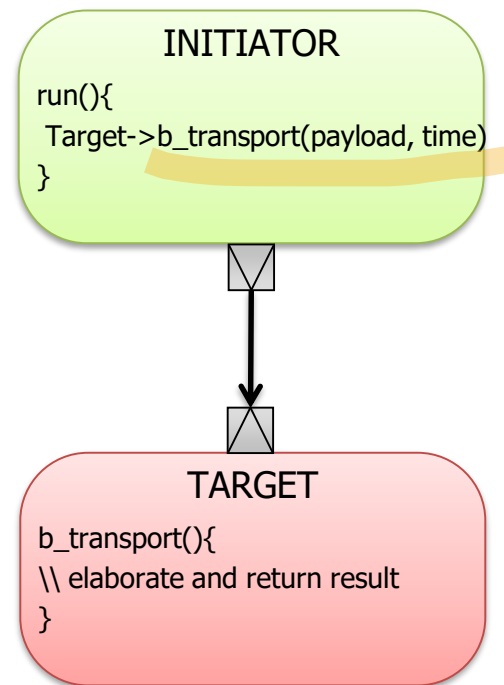 INITIATOR
run(){
Target->b_transport(payload, time)
}
TARGET
b_transport(){
\\ elaborate and return result
}